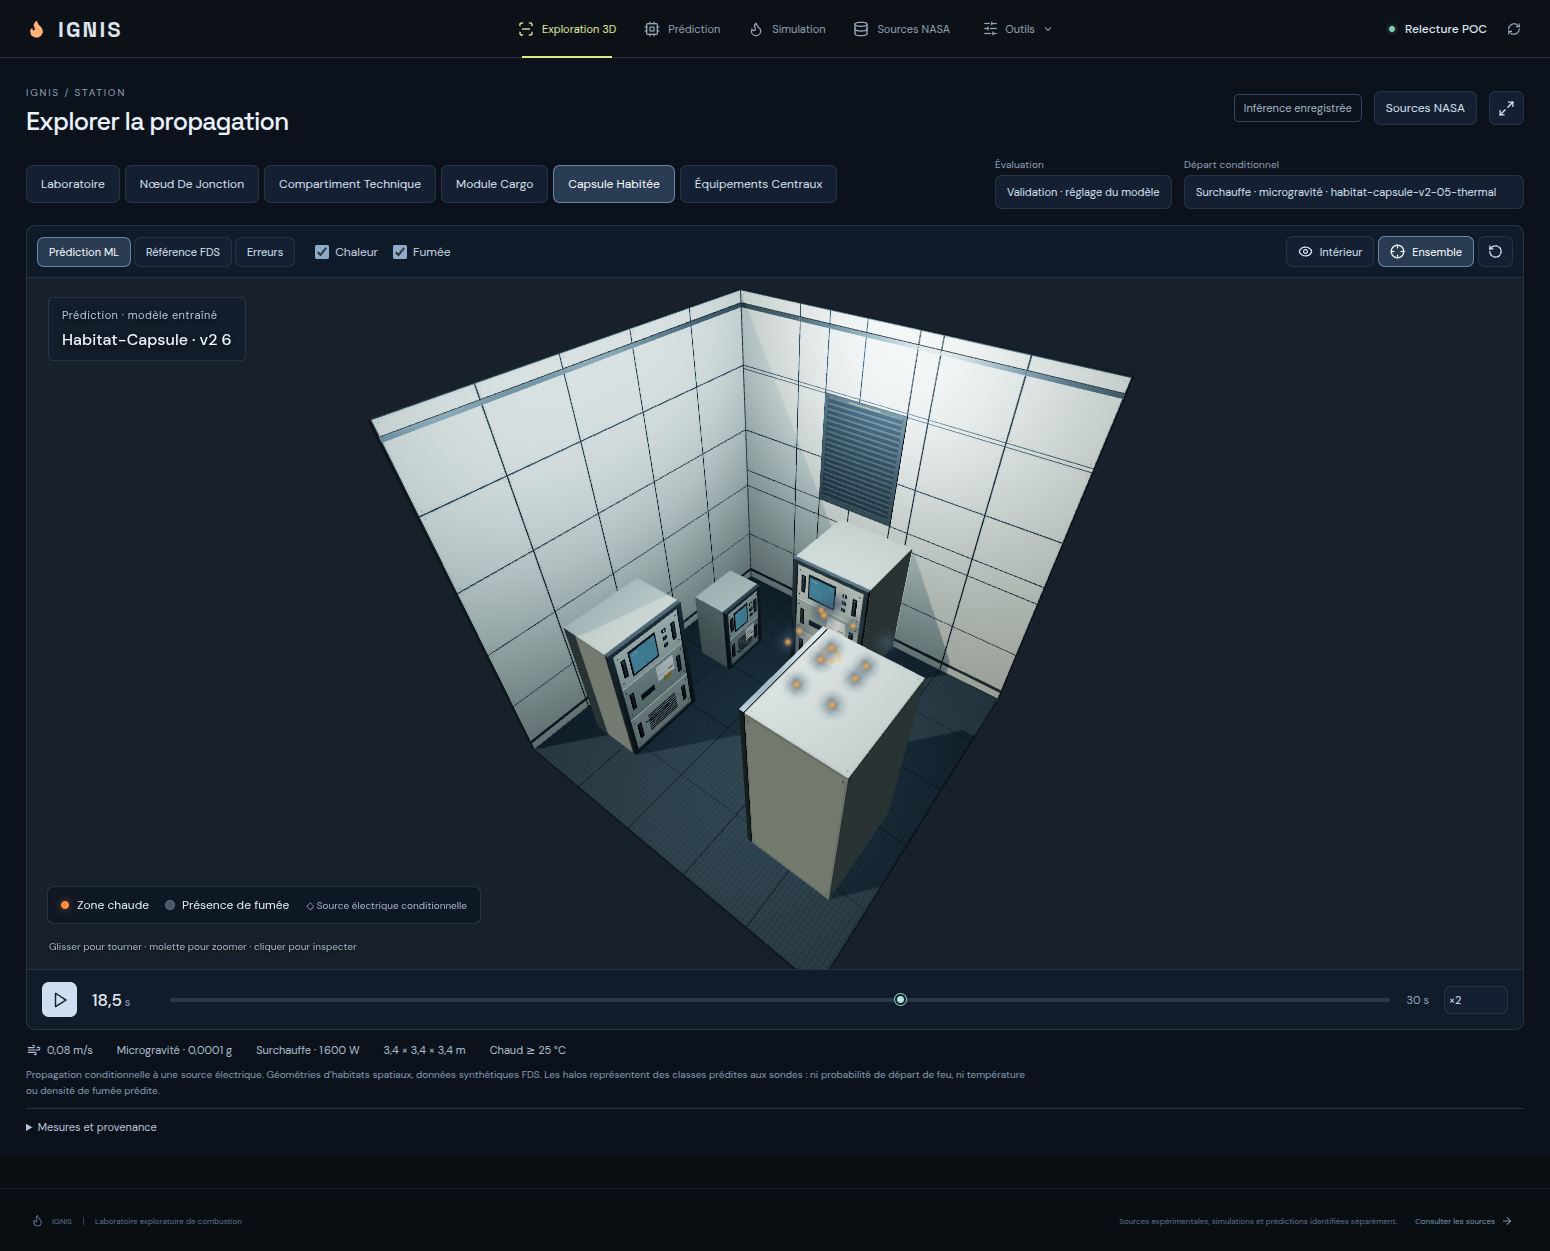 IGNIS
Exploration 3D
Prédiction
Simulation
Sources NASA
Outils
Relecture POC
IGNIS / STATION
Explorer la propagation
Inférence enregistrée
Sources NASA
Laboratoire
Nœud De Jonction
Compartiment Technique
Module Cargo
Capsule Habitée
Équipements Centraux
Évaluation
Validation · réglage du modèle
Départ conditionnel
Surchauffe · microgravité · habitat-capsule-v2-05-thermal
Prédiction ML
Référence FDS
Erreurs
Chaleur
Fumée
Intérieur
Ensemble
Prédiction · modèle entraîné
Habitat-Capsule · v2 6
Zone chaude
Présence de fumée
◇ Source électrique conditionnelle
Glisser pour tourner · molette pour zoomer · cliquer pour inspecter
18,5 s
30 s
×2
0,08 m/s
Microgravité · 0,0001 g
Surchauffe · 1 600 W
3,4 × 3,4 × 3,4 m
Chaud ≥ 25 °C
Propagation conditionnelle à une source électrique. Géométries d'habitats spatiaux, données synthétiques FDS. Les halos représentent des classes prédites aux sondes : ni probabilité de départ de feu, ni température
ou densité de fumée prédite.
▶ Mesures et provenance
IGNIS | Laboratoire exploratoire de combustion
Sources expérimentales, simulations et prédictions identifiées séparément.
Consulter les sources →